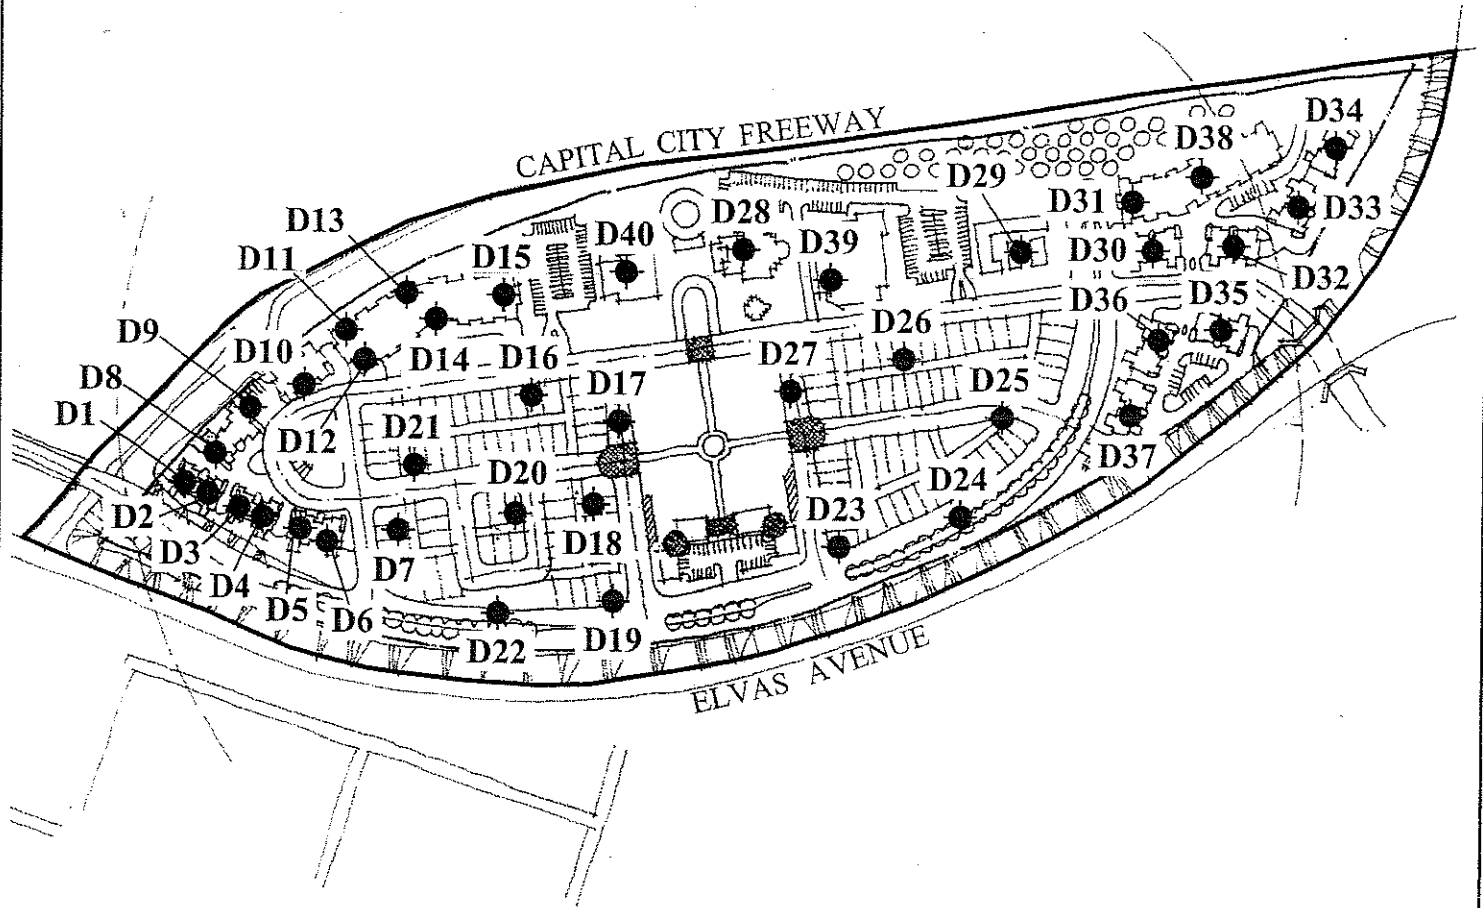 CAPITAL CITY FREEWAY
D34
D38
D29
D31
D33
D13
D28
D40
D39
D11
D15
D30
D32
D36
D35
D9
D26
D10
D14
D16
D27
D8
D17
D25
D1
D21
D12
D20
D24
D37
D2
D23
D3
D18
D4
D7
D5
D6
D22
D19
ELVAS AVENUE